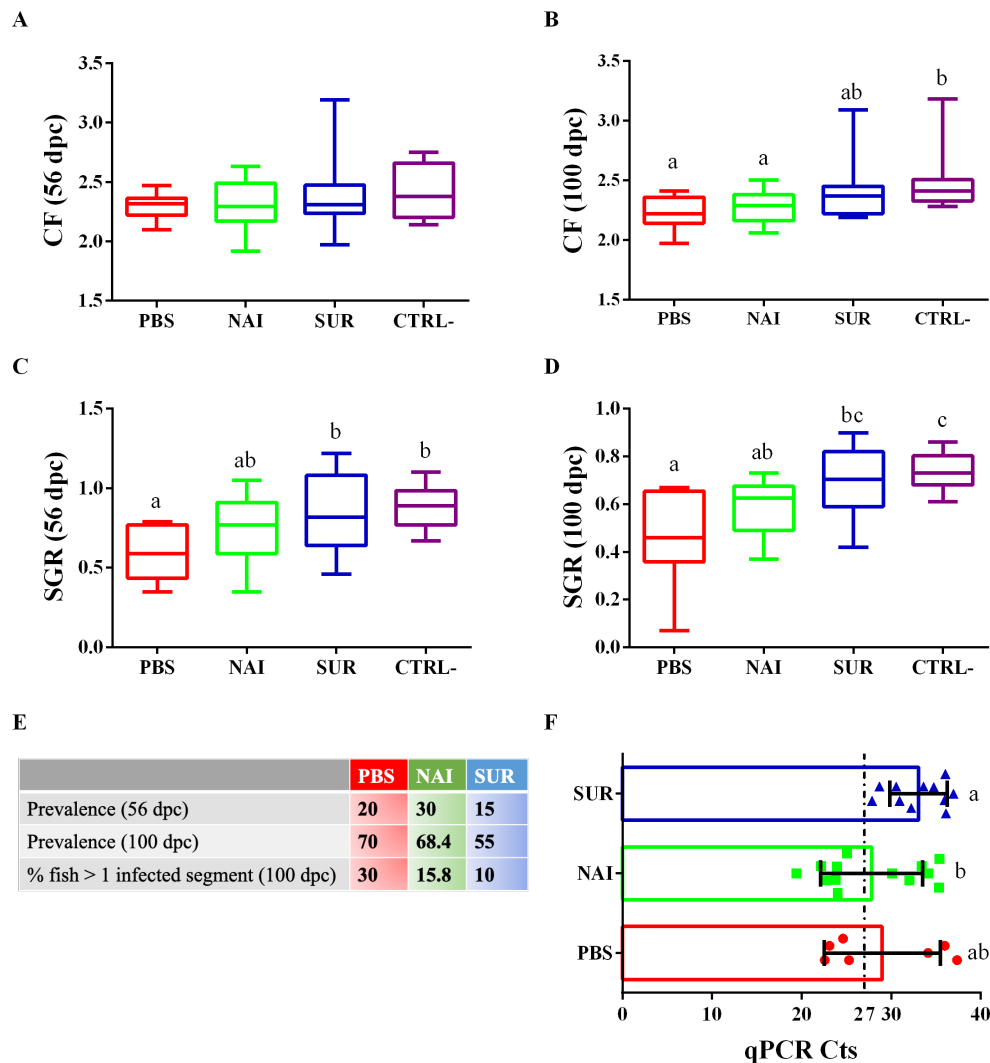 A
B
3.5
3.0
2.5
2.0
1.5
CF (56 dpc)
PBS
NAI
SUR
CTRL-
3.5
3.0
2.5
2.0
1.5
CF (100 dpc)
a
a
ab
b
PBS
NAI
SUR
CTRL-
C
D
1.5
1.0
0.5
0.0
SGR (56 dpc)
a
ab
b
b
PBS
NAI
SUR
CTRL-
1.0
0.8
0.6
0.4
0.2
0.0
SGR (100 dpc)
a
ab
bc
c
PBS
NAI
SUR
CTRL-
E
F
PBS NAI SUR
Prevalence (56 dpc) 20 30 15
Prevalence (100 dpc) 70 68.4 55
% fish > 1 infected segment (100 dpc) 30 15.8 10
SUR
a
NAI
b
PBS
ab
0 10 20 27 30 40
qPCR Cts